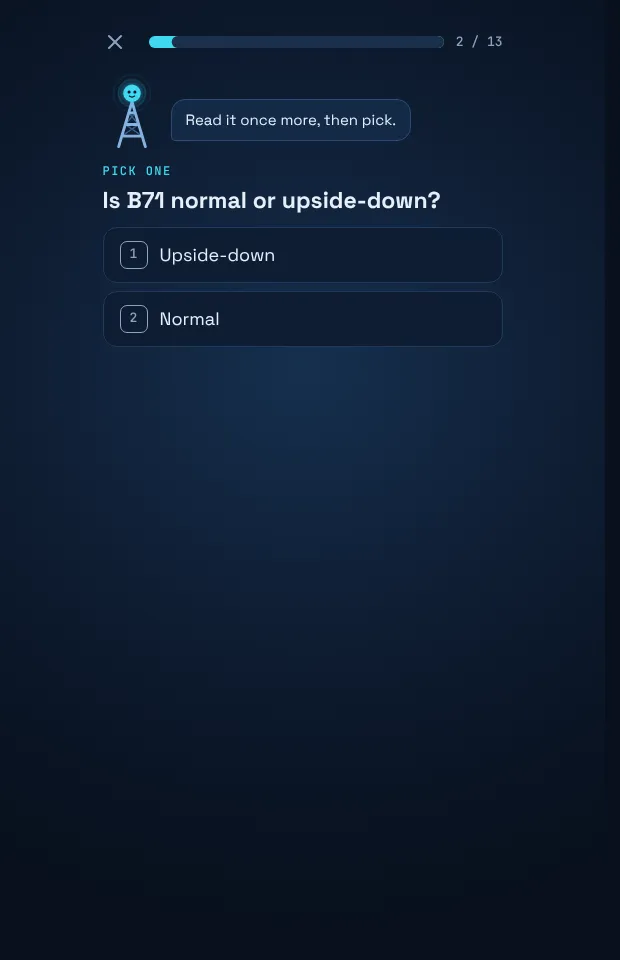 2 / 13
Read it once more, then pick.
PICK ONE
Is B71 normal or upside-down?
1 Upside-down
2 Normal